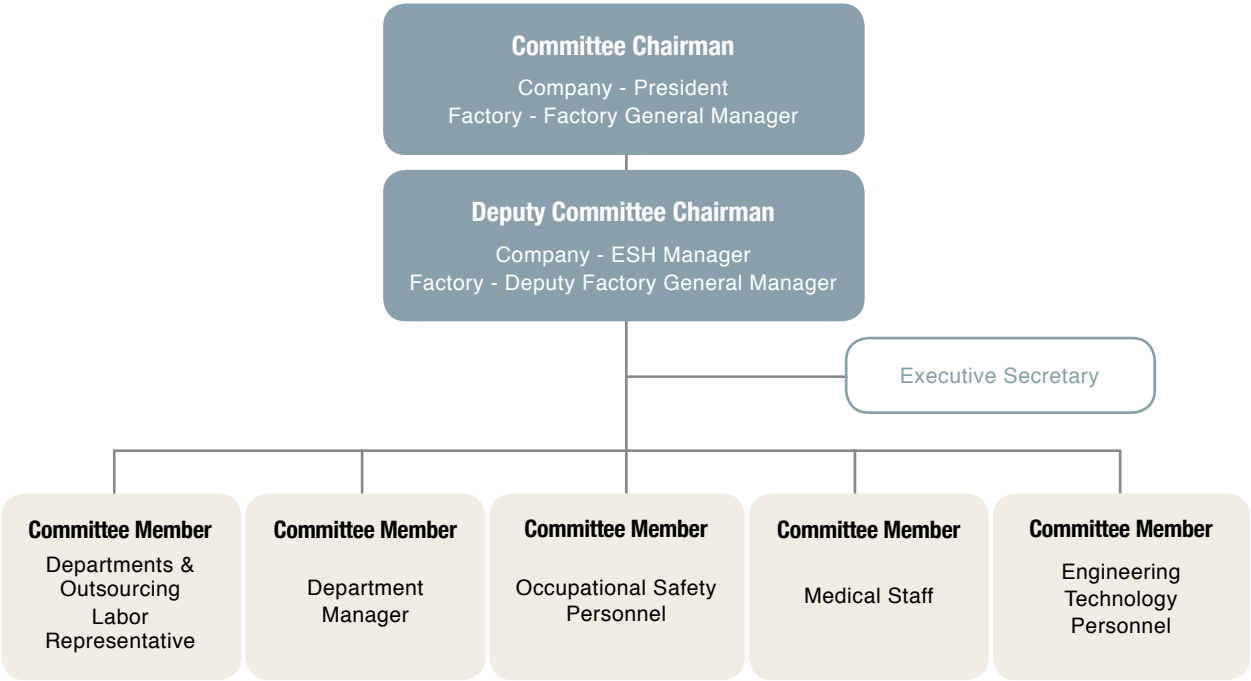 Committee Chairman
Company - President
Factory - Factory General Manager
Deputy Committee Chairman
Company - ESH Manager
Factory - Deputy Factory General Manager
Executive Secretary
Committee Member
Departments &
Outsourcing
Labor
Representative
Committee Member
Department
Manager
Committee Member
Occupational Safety
Personnel
Committee Member
Medical Staff
Committee Member
Engineering
Technology
Personnel